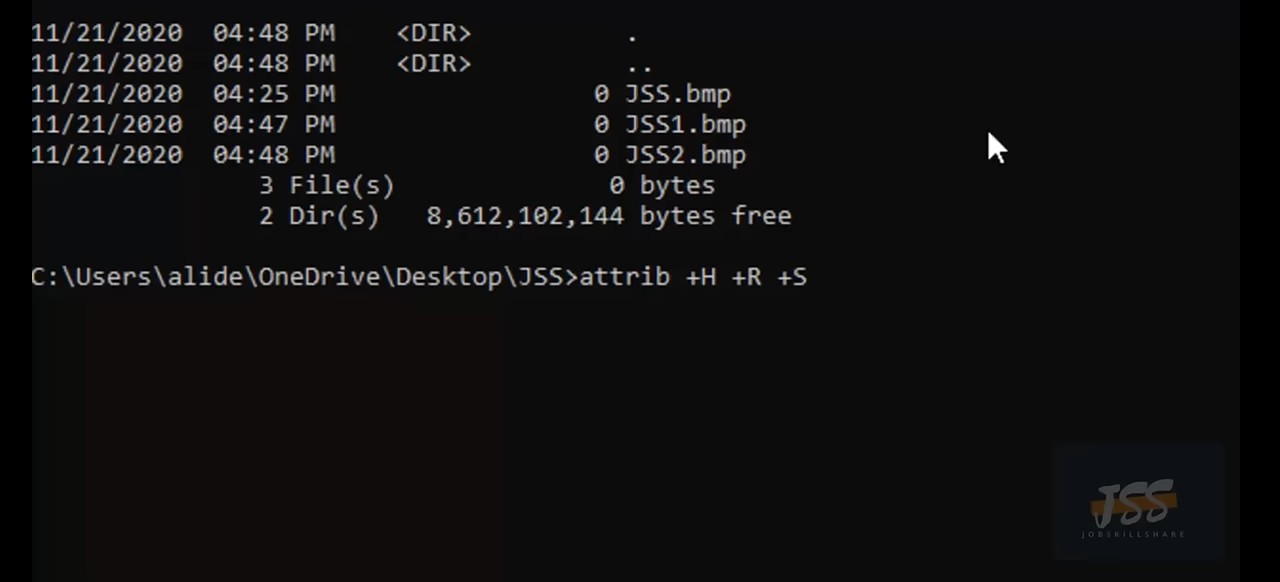 11/21/2020  04:48 PM    <DIR>          .
11/21/2020  04:48 PM    <DIR>          ..
11/21/2020  04:25 PM                 0 JSS.bmp
11/21/2020  04:47 PM                 0 JSS1.bmp
11/21/2020  04:48 PM                 0 JSS2.bmp
3 File(s)              0 bytes
2 Dir(s)   8,612,102,144 bytes free
C:\Users\alide\OneDrive\Desktop\JSS>attrib +H +R +S
JSS
JOBSKILLSHARE